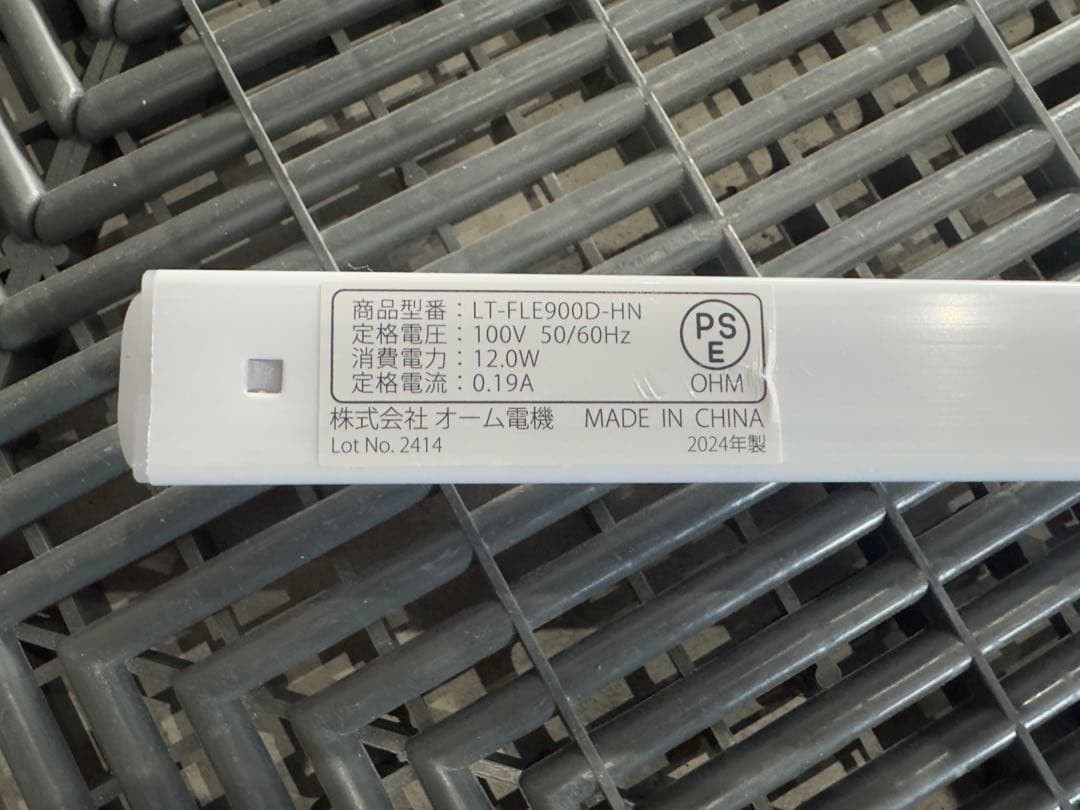 商品型番：LT-FLE900D-HN
定格電圧：100V 50/60Hz
消費電力：12.0W
定格電流：0.19A
PS
E
OHM
株式会社 オーム電機 MADE IN CHINA
Lot No. 2414 2024年製